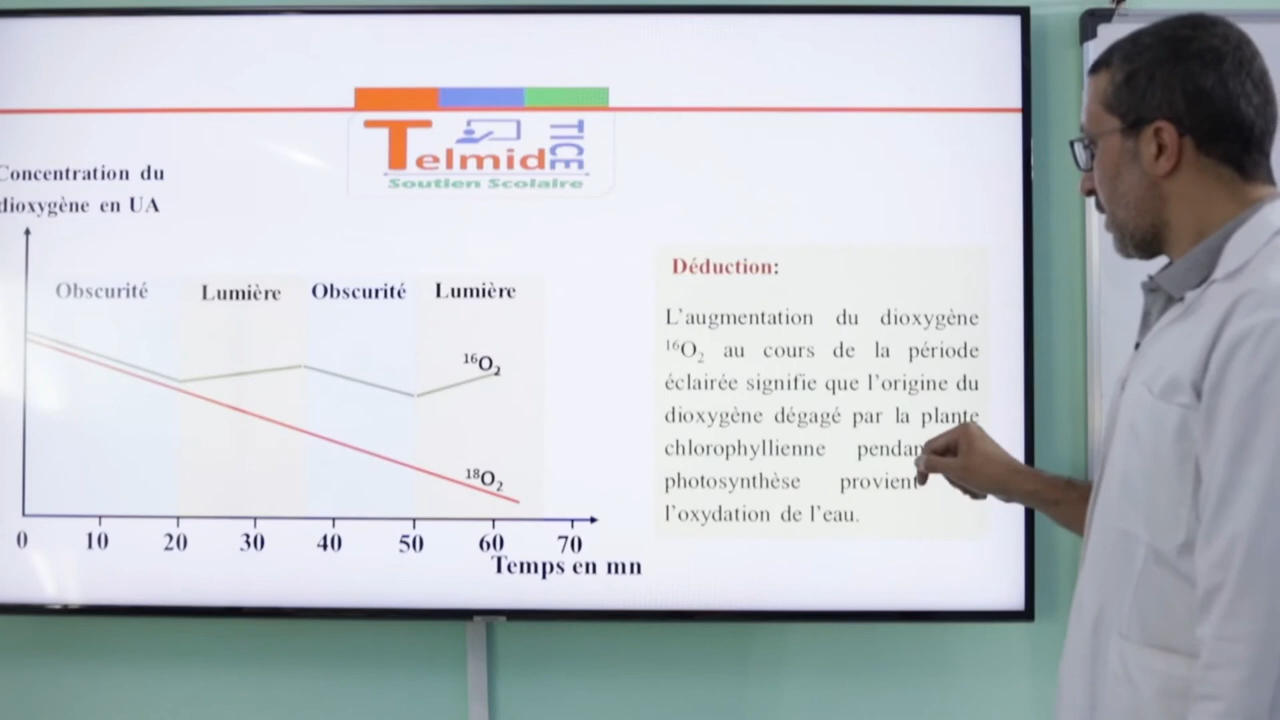 Telmid TICE
Soutien Scolaire
Concentration du
dioxygène en UA
Obscurité Lumière Obscurité Lumière
¹⁶O₂
¹⁸O₂
0 10 20 30 40 50 60 70
Temps en mn
Déduction:
L'augmentation du dioxygène
¹⁶O₂ au cours de la période
éclairée signifie que l'origine du
dioxygène dégagé par la plante
chlorophyllienne
photosynthèse provient
l'oxydation de l'eau.